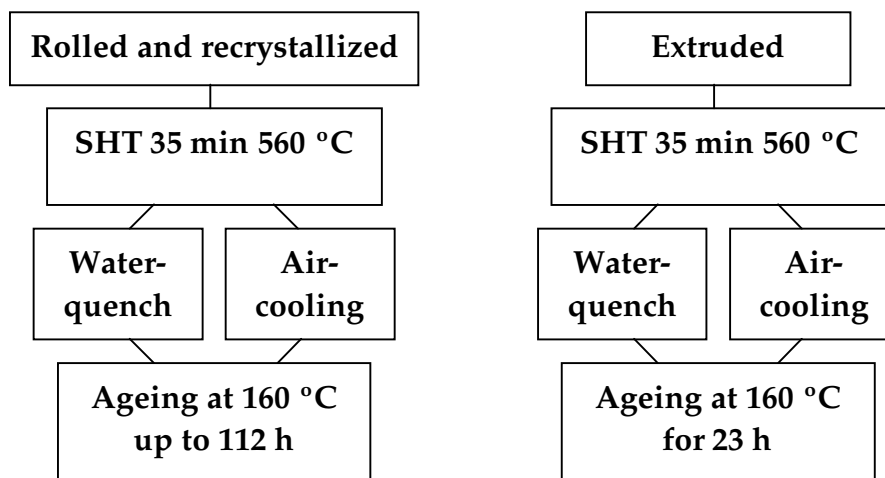 Rolled and recrystallized
SHT 35 min 560 ºC
Water-
quench
Air-
cooling
Ageing at 160 ºC
up to 112 h
Extruded
SHT 35 min 560 ºC
Water-
quench
Air-
cooling
Ageing at 160 ºC
for 23 h